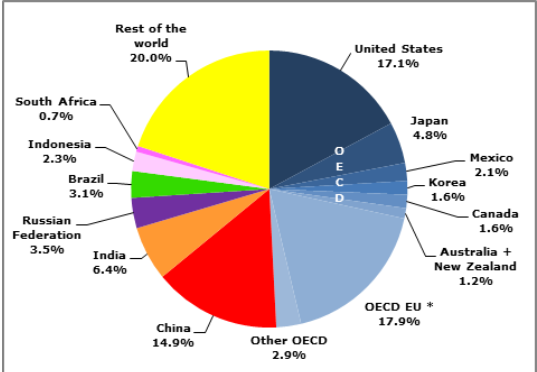 Rest of the
world
20.0%
United States
17.1%
Japan
4.8%
Mexico
2.1%
Korea
1.6%
Canada
1.6%
Australia +
New Zealand
1.2%
OECD EU *
17.9%
Other OECD
2.9%
China
14.9%
India
6.4%
Russian
Federation
3.5%
Brazil
3.1%
Indonesia
2.3%
South Africa
0.7%
O
E
C
D